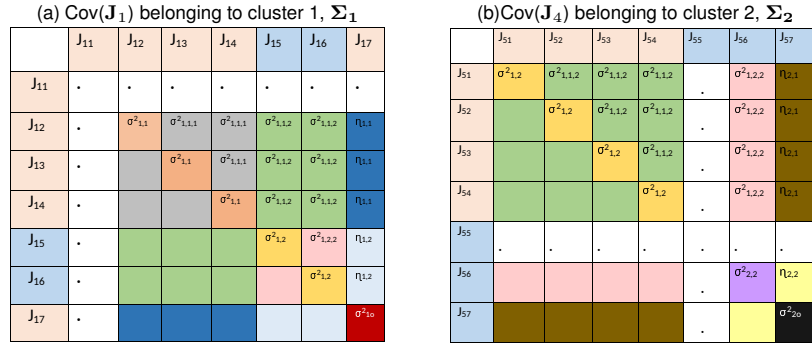 (a) Cov(J₁) belonging to cluster 1, Σ₁
J₁₁ J₁₂ J₁₃ J₁₄ J₁₅ J₁₆ J₁₇
J₁₁ . . . . . . .
J₁₂ . σ²₁,₁ σ²₁,₁,₁ σ²₁,₁,₁ σ²₁,₁,₂ σ²₁,₁,₂ η₁,₁
J₁₃ . σ²₁,₁ σ²₁,₁,₁ σ²₁,₁,₂ σ²₁,₁,₂ η₁,₁
J₁₄ . σ²₁,₁ σ²₁,₁,₂ σ²₁,₁,₂ η₁,₁
J₁₅ . σ²₁,₂ σ²₁,₂,₂ η₁,₂
J₁₆ . σ²₁,₂ η₁,₂
J₁₇ . σ²₁₀
(b)Cov(J₄) belonging to cluster 2, Σ₂
J₅₁ J₅₂ J₅₃ J₅₄ J₅₅ J₅₆ J₅₇
J₅₁ σ²₁,₂ σ²₁,₁,₂ σ²₁,₁,₂ σ²₁,₁,₂ . σ²₁,₂,₂ η₂,₁
J₅₂ σ²₁,₂ σ²₁,₁,₂ σ²₁,₁,₂ . σ²₁,₂,₂ η₂,₁
J₅₃ σ²₁,₂ σ²₁,₁,₂ . σ²₁,₂,₂ η₂,₁
J₅₄ σ²₁,₂ . σ²₁,₂,₂ η₂,₁
J₅₅ . . . . . . .
J₅₆ . σ²₂,₂ η₂,₂
J₅₇ . σ²₂₀